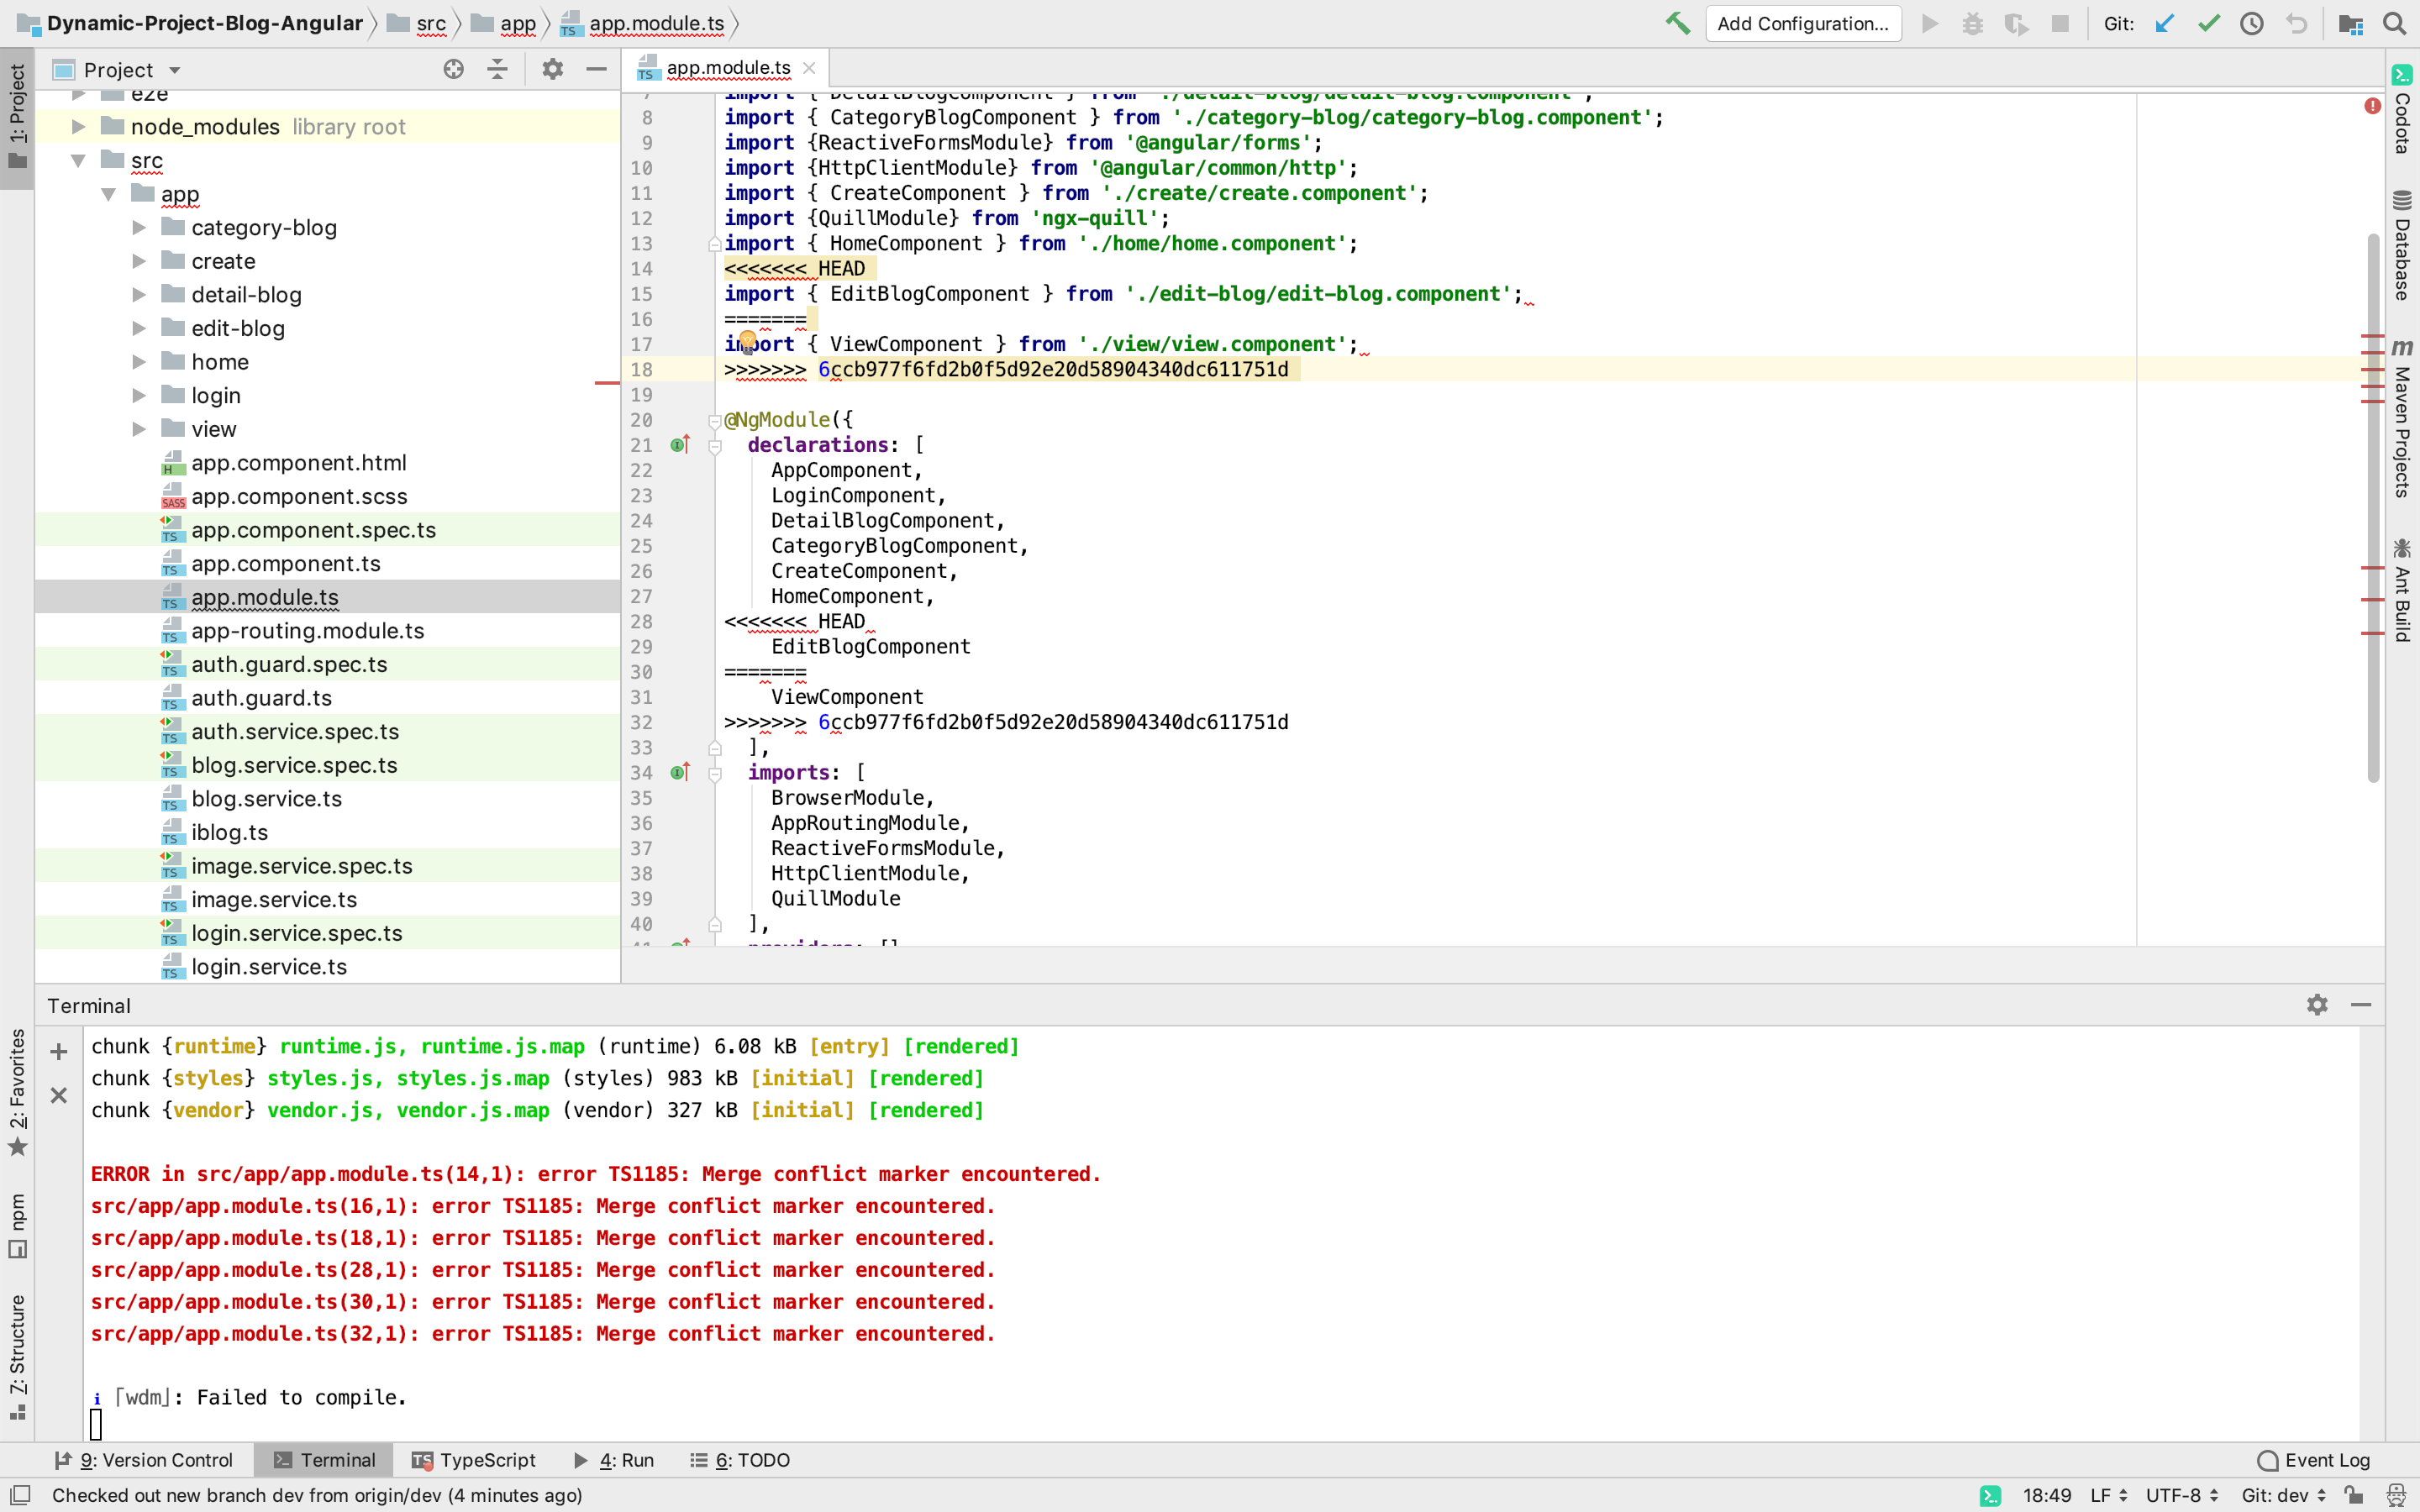 Dynamic-Project-Blog-Angular src app app.module.ts
Add Configuration... Git:
1: Project
Project
app.module.ts
e2e
node_modules library root
src
app
category-blog
create
detail-blog
edit-blog
home
login
view
app.component.html
app.component.scss
app.component.spec.ts
app.component.ts
app.module.ts
app-routing.module.ts
auth.guard.spec.ts
auth.guard.ts
auth.service.spec.ts
blog.service.spec.ts
blog.service.ts
iblog.ts
image.service.spec.ts
image.service.ts
login.service.spec.ts
login.service.ts
7 import { DetailBlogComponent } from './detail-blog/detail-blog.component';
8 import { CategoryBlogComponent } from './category-blog/category-blog.component';
9 import {ReactiveFormsModule} from '@angular/forms';
10 import {HttpClientModule} from '@angular/common/http';
11 import { CreateComponent } from './create/create.component';
12 import {QuillModule} from 'ngx-quill';
13 import { HomeComponent } from './home/home.component';
14 <<<<<<< HEAD
15 import { EditBlogComponent } from './edit-blog/edit-blog.component';
16 =======
17 import { ViewComponent } from './view/view.component';
18 >>>>>>> 6ccb977f6fd2b0f5d92e20d58904340dc611751d
19
20 @NgModule({
21 declarations: [
22 AppComponent,
23 LoginComponent,
24 DetailBlogComponent,
25 CategoryBlogComponent,
26 CreateComponent,
27 HomeComponent,
28 <<<<<<< HEAD
29 EditBlogComponent
30 =======
31 ViewComponent
32 >>>>>>> 6ccb977f6fd2b0f5d92e20d58904340dc611751d
33 ],
34 imports: [
35 BrowserModule,
36 AppRoutingModule,
37 ReactiveFormsModule,
38 HttpClientModule,
39 QuillModule
40 ],
41 providers: []
Codota
Database
Maven Projects
Ant Build
Terminal
chunk {runtime} runtime.js, runtime.js.map (runtime) 6.08 kB [entry] [rendered]
chunk {styles} styles.js, styles.js.map (styles) 983 kB [initial] [rendered]
chunk {vendor} vendor.js, vendor.js.map (vendor) 327 kB [initial] [rendered]
ERROR in src/app/app.module.ts(14,1): error TS1185: Merge conflict marker encountered.
src/app/app.module.ts(16,1): error TS1185: Merge conflict marker encountered.
src/app/app.module.ts(18,1): error TS1185: Merge conflict marker encountered.
src/app/app.module.ts(28,1): error TS1185: Merge conflict marker encountered.
src/app/app.module.ts(30,1): error TS1185: Merge conflict marker encountered.
src/app/app.module.ts(32,1): error TS1185: Merge conflict marker encountered.
i ｢wdm｣: Failed to compile.
2: Favorites
npm
7: Structure
9: Version Control Terminal TypeScript 4: Run 6: TODO Event Log
Checked out new branch dev from origin/dev (4 minutes ago) 18:49 LF UTF-8 Git: dev